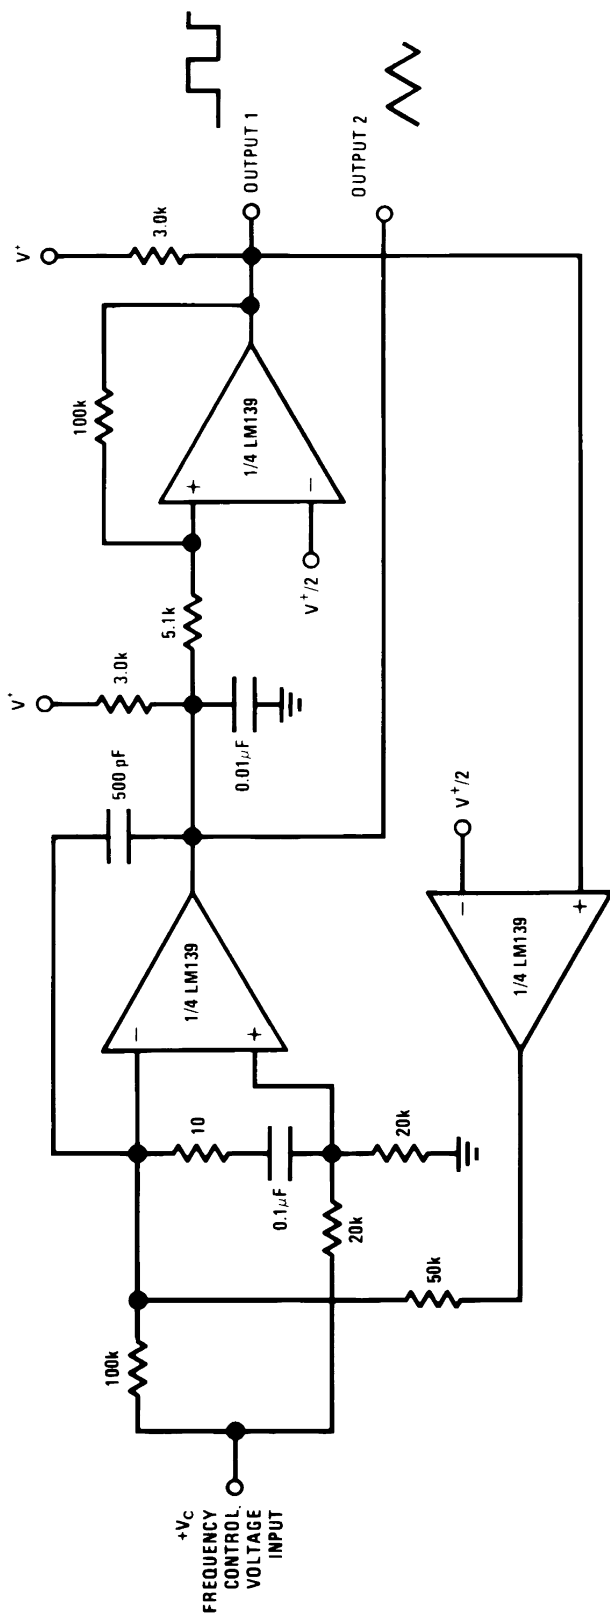 +VC
FREQUENCY
CONTROL.
VOLTAGE
INPUT
100k
50k
20k
0.1μF
10
20k
−
+
1/4 LM139
500 pF
V+
3.0k
0.01μF
5.1k
100k
+
−
1/4 LM139
V+/2
V+
3.0k
OUTPUT 1
OUTPUT 2
V+/2
−
+
1/4 LM139